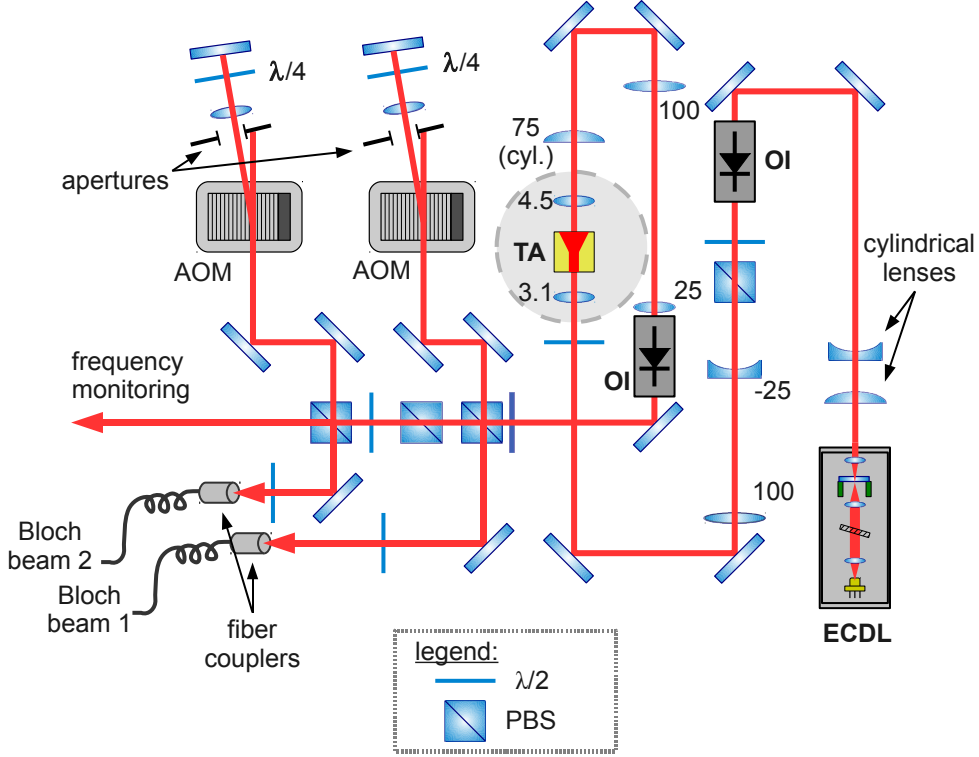 λ/4
λ/4
apertures
AOM
AOM
75
(cyl.)
4.5
TA
3.1
100
25
OI
OI
-25
100
cylindrical
lenses
ECDL
frequency
monitoring
Bloch
beam 2
Bloch
beam 1
fiber
couplers
legend:
λ/2
PBS